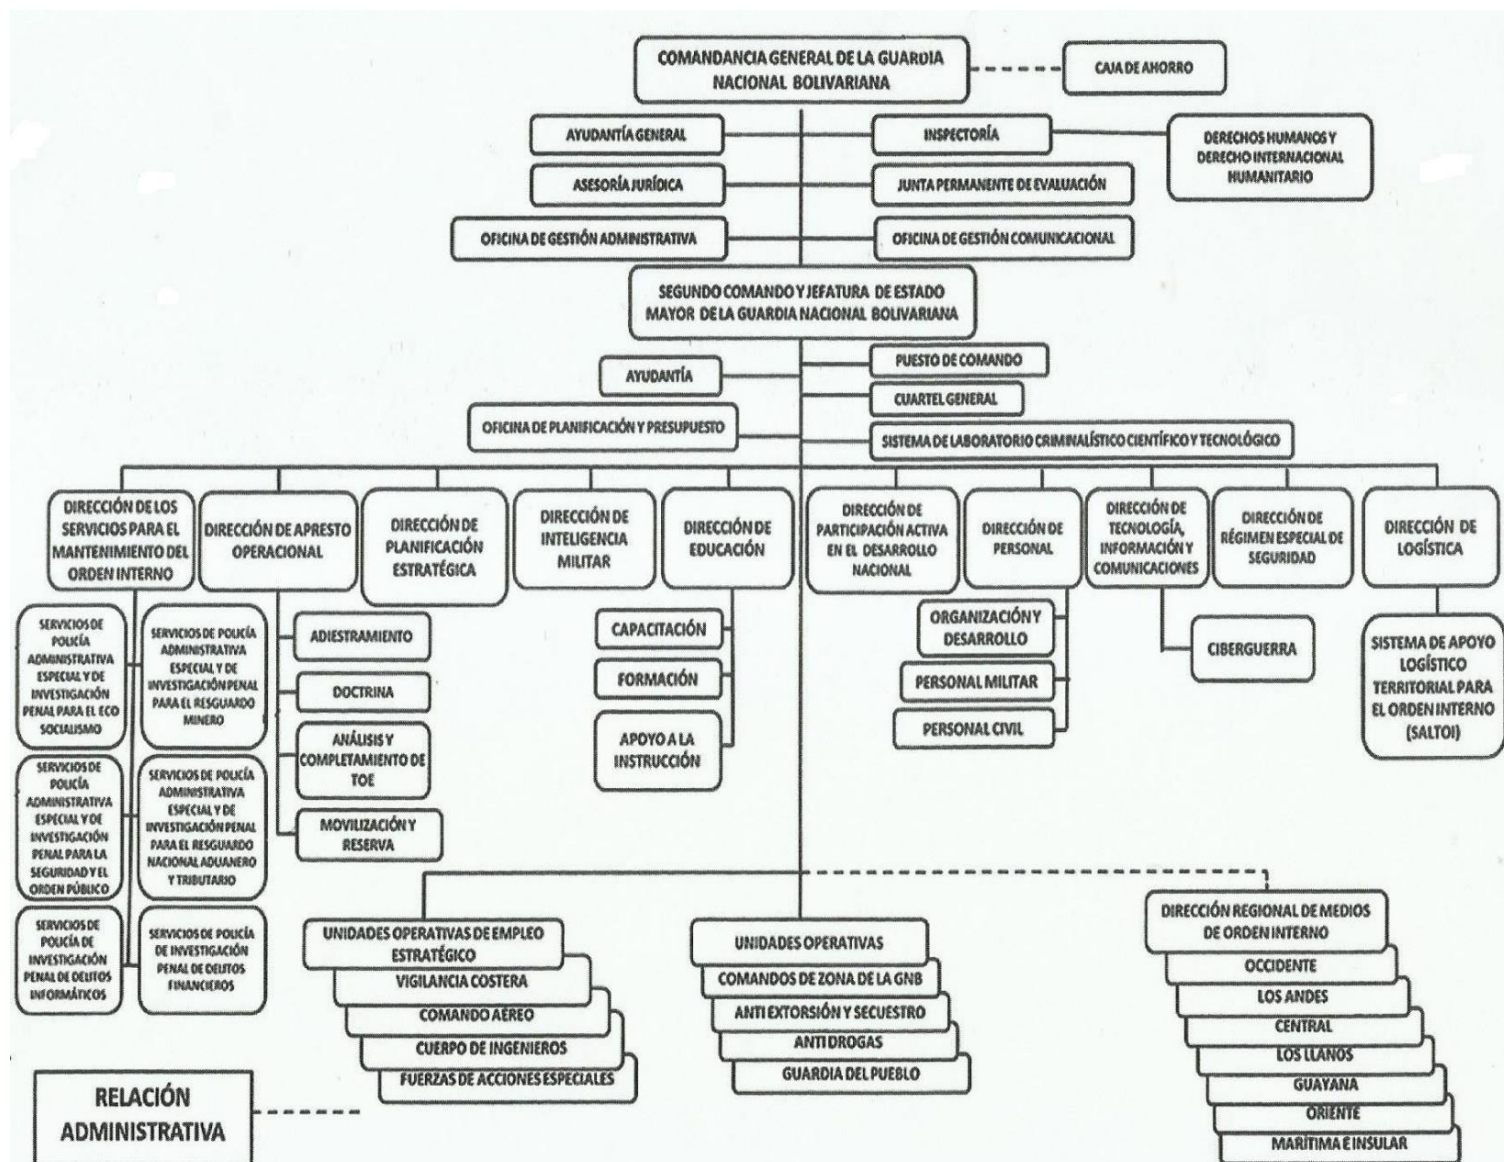 COMANDANCIA GENERAL DE LA GUARDIA
NACIONAL BOLIVARIANA
CAJA DE AHORRO
AYUDANTÍA GENERAL
INSPECTORÍA
DERECHOS HUMANOS Y
DERECHO INTERNACIONAL
HUMANITARIO
ASESORÍA JURÍDICA
JUNTA PERMANENTE DE EVALUACIÓN
OFICINA DE GESTIÓN ADMINISTRATIVA
OFICINA DE GESTIÓN COMUNICACIONAL
SEGUNDO COMANDO Y JEFATURA DE ESTADO
MAYOR DE LA GUARDIA NACIONAL BOLIVARIANA
AYUDANTÍA
PUESTO DE COMANDO
CUARTEL GENERAL
OFICINA DE PLANIFICACIÓN Y PRESUPUESTO
SISTEMA DE LABORATORIO CRIMINALÍSTICO CIENTÍFICO Y TECNOLÓGICO
DIRECCIÓN DE LOS
SERVICIOS PARA EL
MANTENIMIENTO DEL
ORDEN INTERNO
DIRECCIÓN DE APRESTO
OPERACIONAL
DIRECCIÓN DE
PLANIFICACIÓN
ESTRATÉGICA
DIRECCIÓN DE
INTELIGENCIA
MILITAR
DIRECCIÓN DE
EDUCACIÓN
DIRECCIÓN DE
PARTICIPACIÓN ACTIVA
EN EL DESARROLLO
NACIONAL
DIRECCIÓN DE
PERSONAL
DIRECCIÓN DE
TECNOLOGÍA,
INFORMACIÓN Y
COMUNICACIONES
DIRECCIÓN DE
RÉGIMEN ESPECIAL DE
SEGURIDAD
DIRECCIÓN DE
LOGÍSTICA
SERVICIOS DE
POLICÍA
ADMINISTRATIVA
ESPECIAL Y DE
INVESTIGACIÓN
PENAL PARA EL ECO
SOCIALISMO
SERVICIOS DE POLICÍA
ADMINISTRATIVA
ESPECIAL Y DE
INVESTIGACIÓN PENAL
PARA EL RESGUARDO
MINERO
SERVICIOS DE
POLICÍA
ADMINISTRATIVA
ESPECIAL Y DE
INVESTIGACIÓN
PENAL PARA LA
SEGURIDAD Y EL
ORDEN PÚBLICO
SERVICIOS DE POLICÍA
ADMINISTRATIVA
ESPECIAL Y DE
INVESTIGACIÓN PENAL
PARA EL RESGUARDO
NACIONAL ADUANERO
Y TRIBUTARIO
SERVICIOS DE
POLICÍA DE
INVESTIGACIÓN
PENAL DE DELITOS
INFORMÁTICOS
SERVICIOS DE POLICÍA
DE INVESTIGACIÓN
PENAL DE DELITOS
FINANCIEROS
ADIESTRAMIENTO
DOCTRINA
ANÁLISIS Y
COMPLETAMIENTO DE
TOE
MOVILIZACIÓN Y
RESERVA
CAPACITACIÓN
FORMACIÓN
APOYO A LA
INSTRUCCIÓN
ORGANIZACIÓN Y
DESARROLLO
PERSONAL MILITAR
PERSONAL CIVIL
CIBERGUERRA
SISTEMA DE APOYO
LOGÍSTICO
TERRITORIAL PARA
EL ORDEN INTERNO
(SALTOI)
UNIDADES OPERATIVAS DE EMPLEO
ESTRATÉGICO
VIGILANCIA COSTERA
COMANDO AÉREO
CUERPO DE INGENIEROS
FUERZAS DE ACCIONES ESPECIALES
UNIDADES OPERATIVAS
COMANDOS DE ZONA DE LA GNB
ANTI EXTORSIÓN Y SECUESTRO
ANTIDROGAS
GUARDIA DEL PUEBLO
DIRECCIÓN REGIONAL DE MEDIOS
DE ORDEN INTERNO
OCCIDENTE
LOS ANDES
CENTRAL
LOS LLANOS
GUAYANA
ORIENTE
MARÍTIMA E INSULAR
RELACIÓN
ADMINISTRATIVA